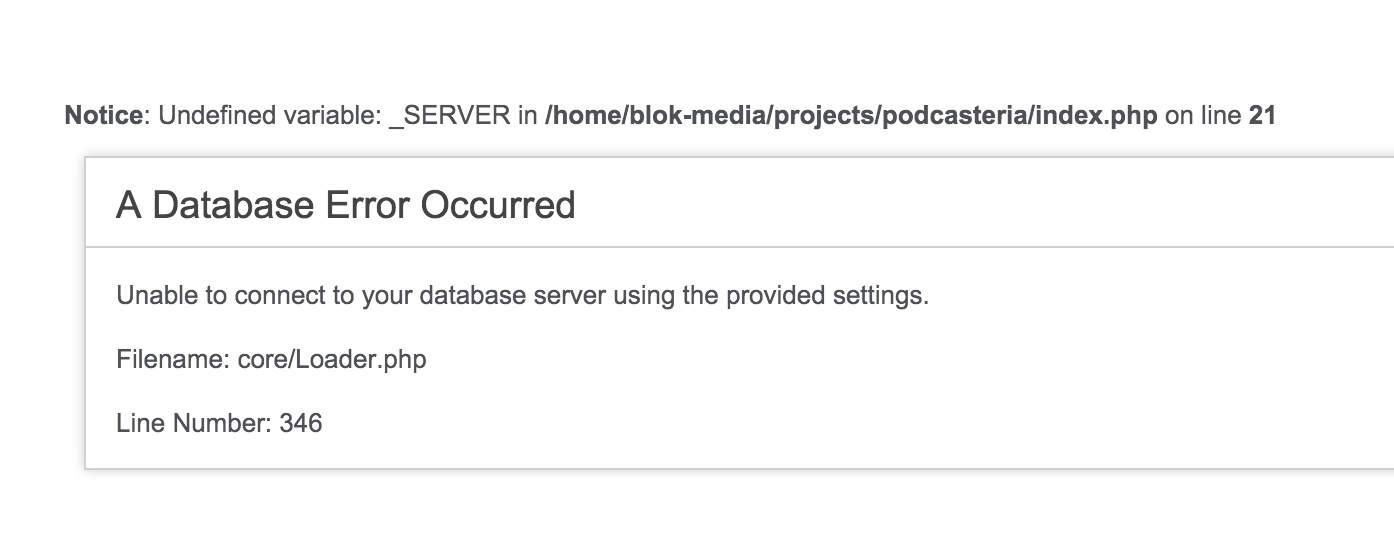 Notice: Undefined variable: _SERVER in /home/blok-media/projects/podcasteria/index.php on line 21
A Database Error Occurred
Unable to connect to your database server using the provided settings.
Filename: core/Loader.php
Line Number: 346